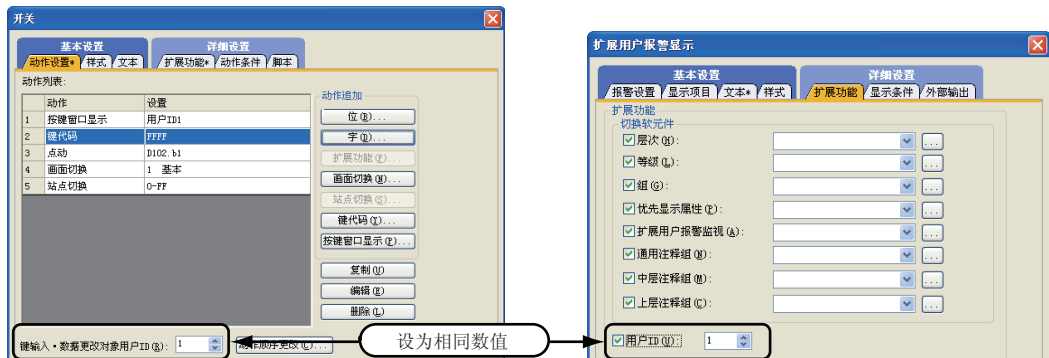 开关
基本设置 详细设置
动作设置* 样式 文本 扩展功能* 动作条件 脚本
动作列表:
动作 设置
1 按键窗口显示 用户ID1
2 键代码 FFFF
3 点动 D102.b1
4 画面切换 1 基本
5 站点切换 0-FF
动作追加
位(B)...
字(D)...
扩展功能(F)...
画面切换(N)...
站点切换(S)...
键代码(Y)...
按键窗口显示(P)...
复制(U)
编辑(E)
删除(L)
键输入·数据更改对象用户ID(R): 1
动作顺序更改(C)...
设为相同数值
扩展用户报警显示
基本设置 详细设置
报警设置 显示项目 文本* 样式 扩展功能 显示条件 外部输出
扩展功能
切换软元件
层次(H): ...
等级(L): ...
组(G): ...
优先显示属性(P): ...
扩展用户报警监视(A): ...
通用注释组(N): ...
中层注释组(M): ...
上层注释组(C): ...
用户ID(U): 1